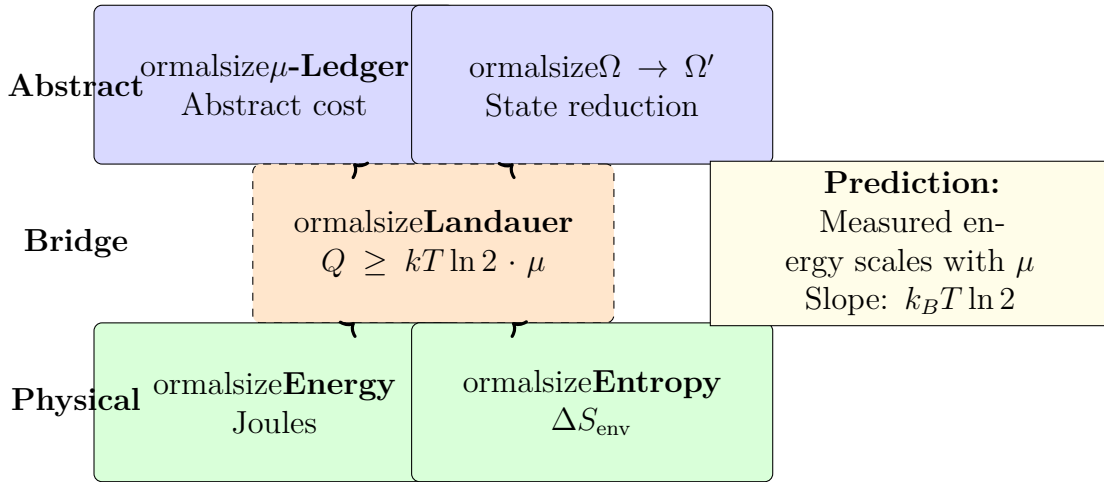 Abstract
ormalsizeμ-Ledger
Abstract cost
ormalsizeΩ → Ω′
State reduction
Bridge
ormalsizeLandauer
Q ≥ kT ln 2 · μ
Prediction:
Measured en-
ergy scales with μ
Slope: k_BT ln 2
Physical
ormalsizeEnergy
Joules
ormalsizeEntropy
ΔS_env